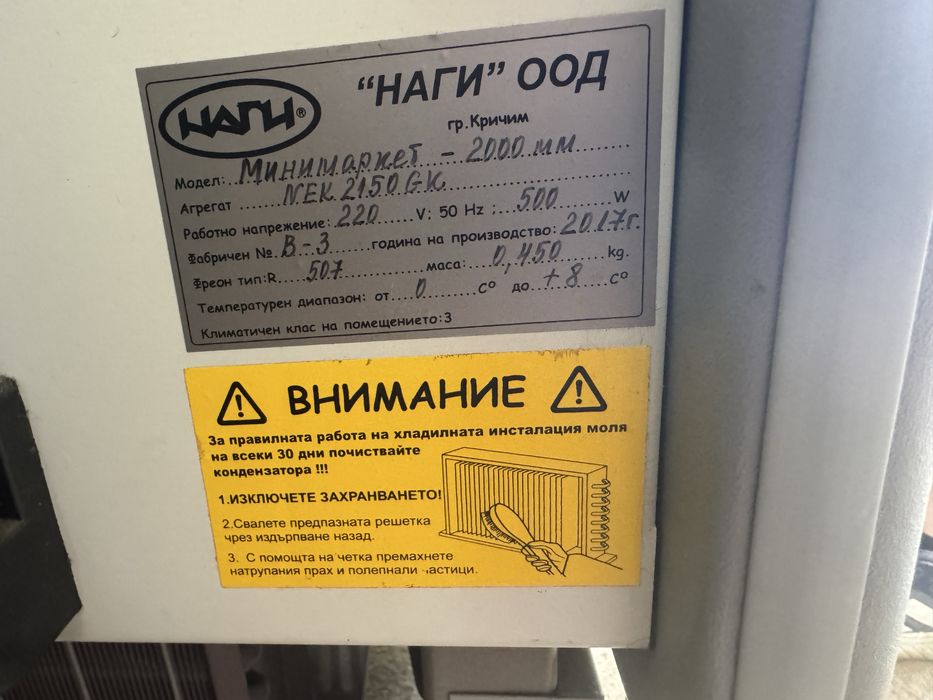 НАГИ®
"НАГИ" ООД
гр.Кричим
Модел: Минимаркет - 2000 мм
Агрегат NEK 2150 GK
Работно напрежение: 220 V: 50 Hz : 500 W
Фабричен №. В-3 година на производство: 2017г.
Фреон тип:R 507 маса: 0,450 kg.
Температурен диапазон: от 0 С° до + 8 С°
Климатичен клас на помещението:3
ВНИМАНИЕ
За правилната работа на хладилната инсталация моля
на всеки 30 дни почиствайте
кондензатора !!!
1.ИЗКЛЮЧЕТЕ ЗАХРАНВАНЕТО!
2.Свалете предпазната решетка
чрез издърпване назад.
3. С помощта на четка премахнете
натрупания прах и полепнали частици.